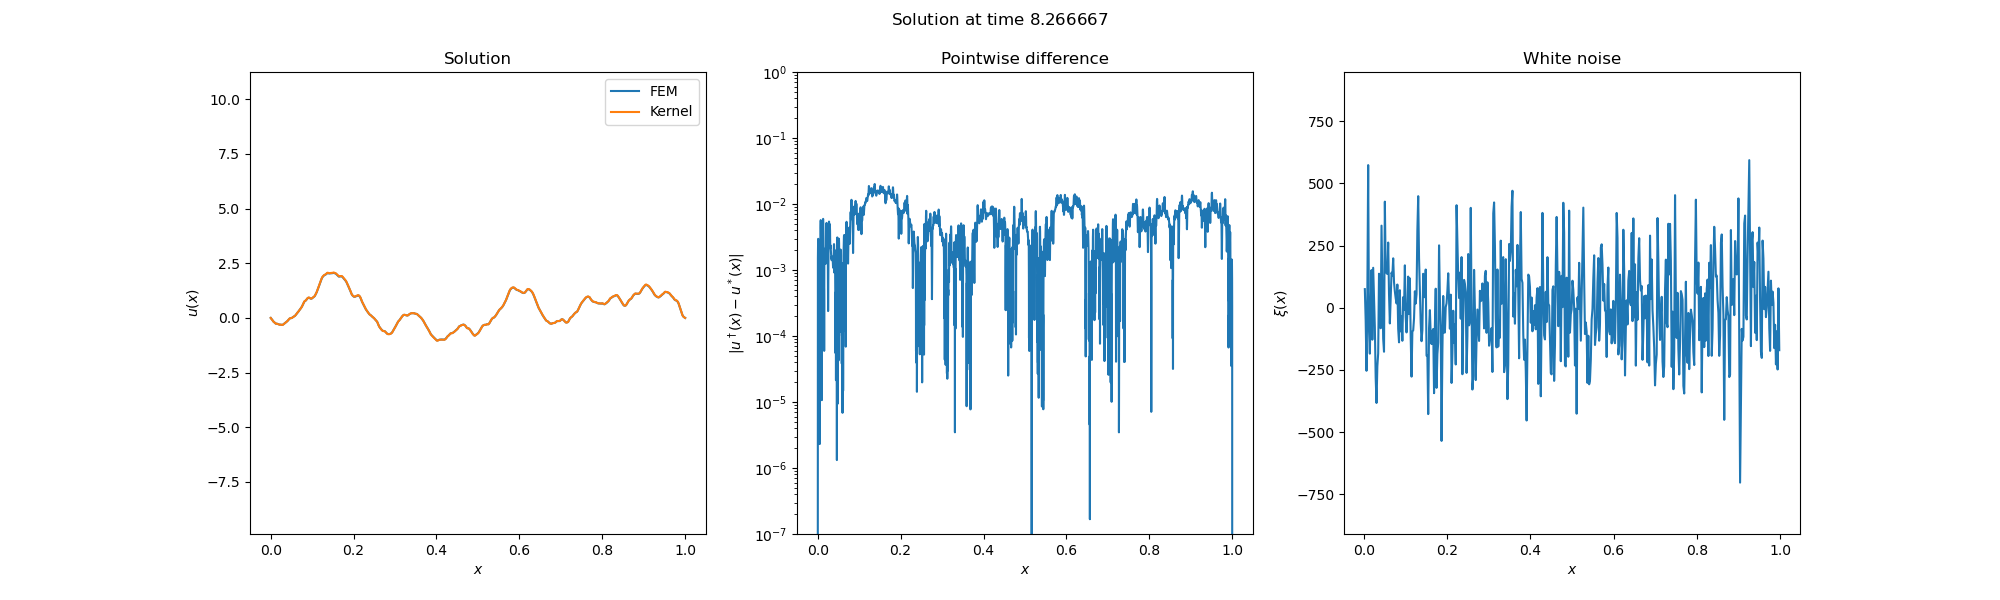 Solution at time 8.266667
Solution
10.0
7.5
5.0
2.5
0.0
−2.5
−5.0
−7.5
u(x)
0.0 0.2 0.4 0.6 0.8 1.0
x
FEM
Kernel
Pointwise difference
10⁰
10⁻¹
10⁻²
10⁻³
10⁻⁴
10⁻⁵
10⁻⁶
10⁻⁷
|u†(x) − u*(x)|
0.0 0.2 0.4 0.6 0.8 1.0
x
White noise
750
500
250
0
−250
−500
−750
ξ(x)
0.0 0.2 0.4 0.6 0.8 1.0
x